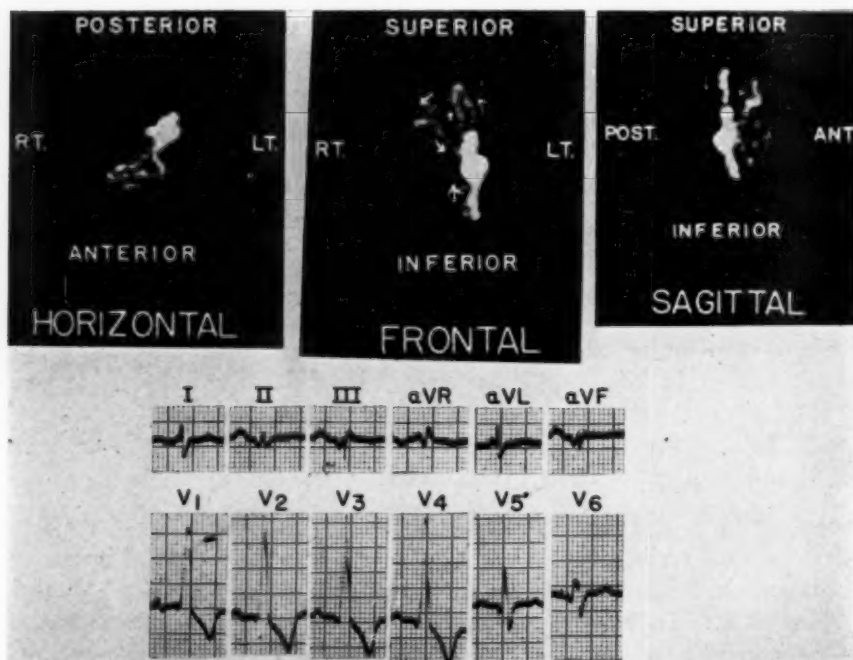 POSTERIOR
RT. LT.
ANTERIOR
HORIZONTAL
SUPERIOR
RT. LT.
INFERIOR
FRONTAL
SUPERIOR
POST. ANT
INFERIOR
SAGITTAL
I II III aVR aVL aVF
V1 V2 V3 V4 V5 V6